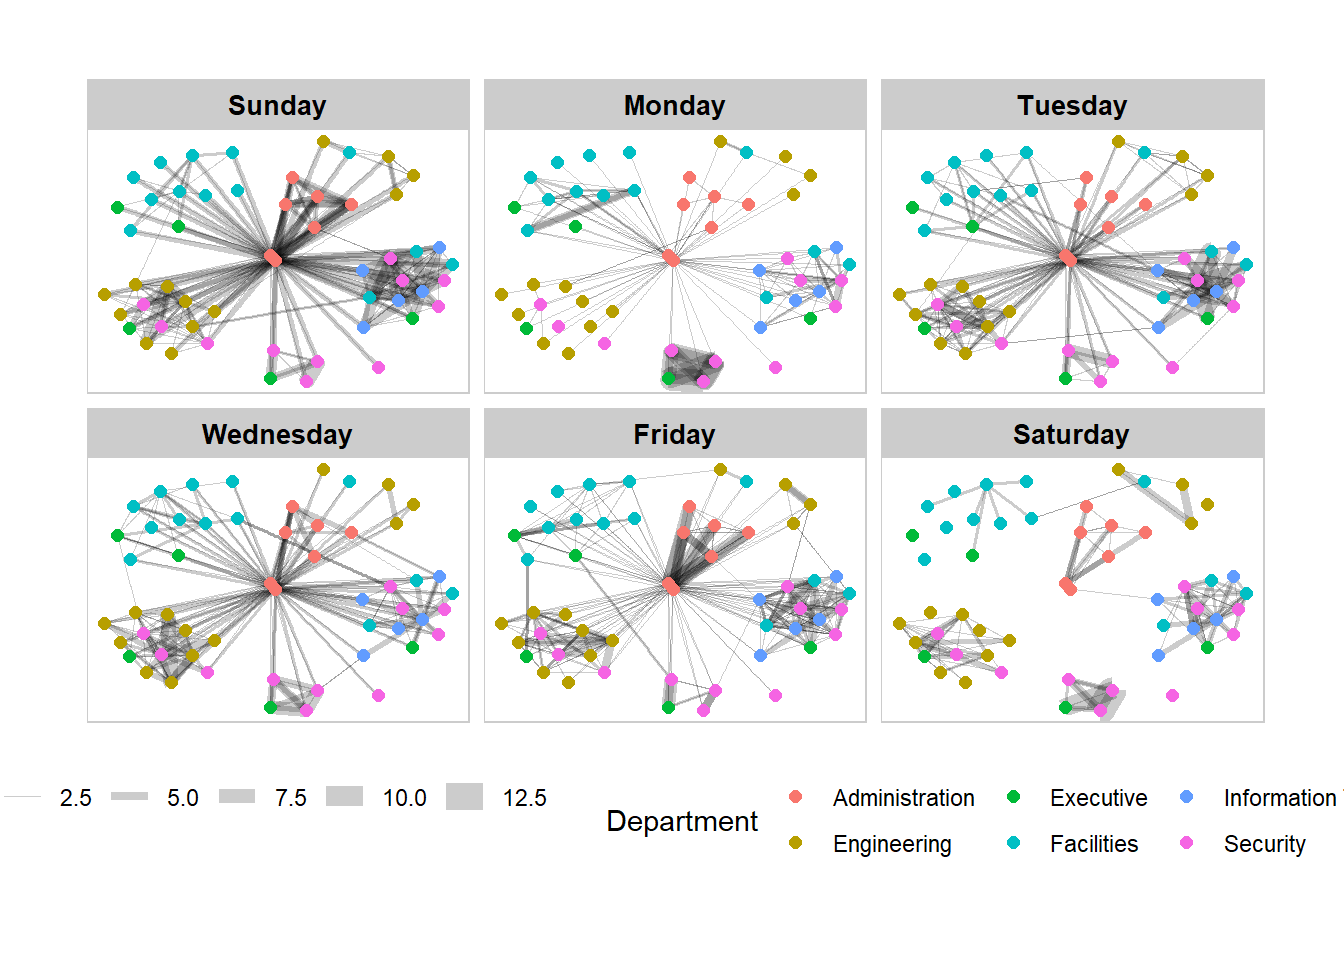 Sunday
Monday
Tuesday
Wednesday
Friday
Saturday
2.5 5.0 7.5 10.0 12.5
Department
Administration Executive Information
Engineering Facilities Security